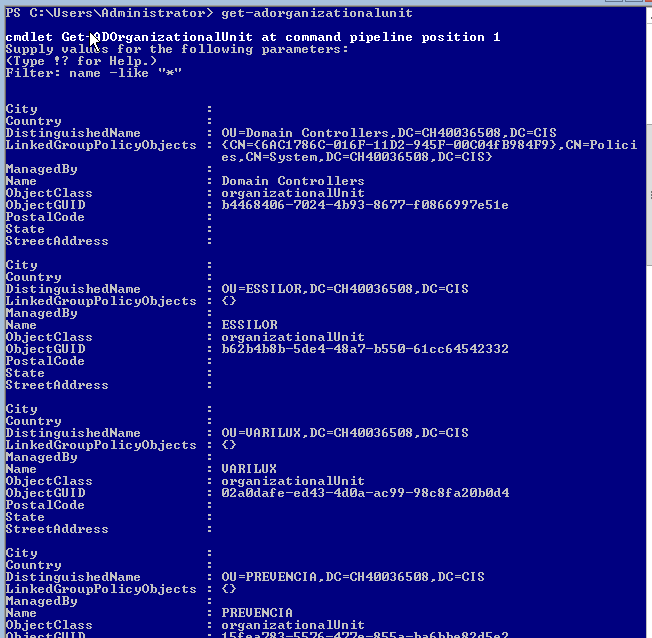 PS C:\Users\Administrator> get-adorganizationalunit
cmdlet Get-ADOrganizationalUnit at command pipeline position 1
Supply values for the following parameters:
(Type !? for Help.)
Filter: name -like "*"
City :
Country :
DistinguishedName : OU=Domain Controllers,DC=CH40036508,DC=CIS
LinkedGroupPolicyObjects : {CN={6AC1786C-016F-11D2-945F-00C04fB984F9},CN=Polici
es,CN=System,DC=CH40036508,DC=CIS}
ManagedBy :
Name : Domain Controllers
ObjectClass : organizationalUnit
ObjectGUID : b4468406-7024-4b93-8677-f0866997e51e
PostalCode :
State :
StreetAddress :
City :
Country :
DistinguishedName : OU=ESSILOR,DC=CH40036508,DC=CIS
LinkedGroupPolicyObjects : {}
ManagedBy :
Name : ESSILOR
ObjectClass : organizationalUnit
ObjectGUID : b62b4b8b-5de4-48a7-b550-61cc64542332
PostalCode :
State :
StreetAddress :
City :
Country :
DistinguishedName : OU=VARILUX,DC=CH40036508,DC=CIS
LinkedGroupPolicyObjects : {}
ManagedBy :
Name : VARILUX
ObjectClass : organizationalUnit
ObjectGUID : 02a0dafe-ed43-4d0a-ac99-98c8fa20b0d4
PostalCode :
State :
StreetAddress :
City :
Country :
DistinguishedName : OU=PREVENCIA,DC=CH40036508,DC=CIS
LinkedGroupPolicyObjects : {}
ManagedBy :
Name : PREVENCIA
ObjectClass : organizationalUnit
ObjectGUID : 15fea783-5576-477e-855a-ba6bbe82d5e2